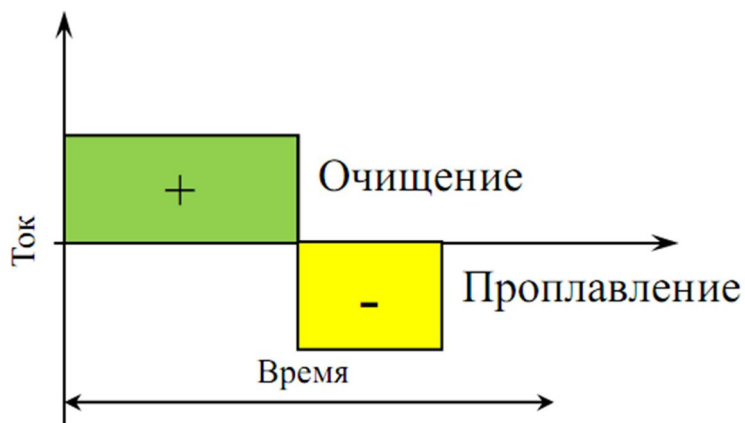 Ток
+
Очищение
-
Проплавление
Время